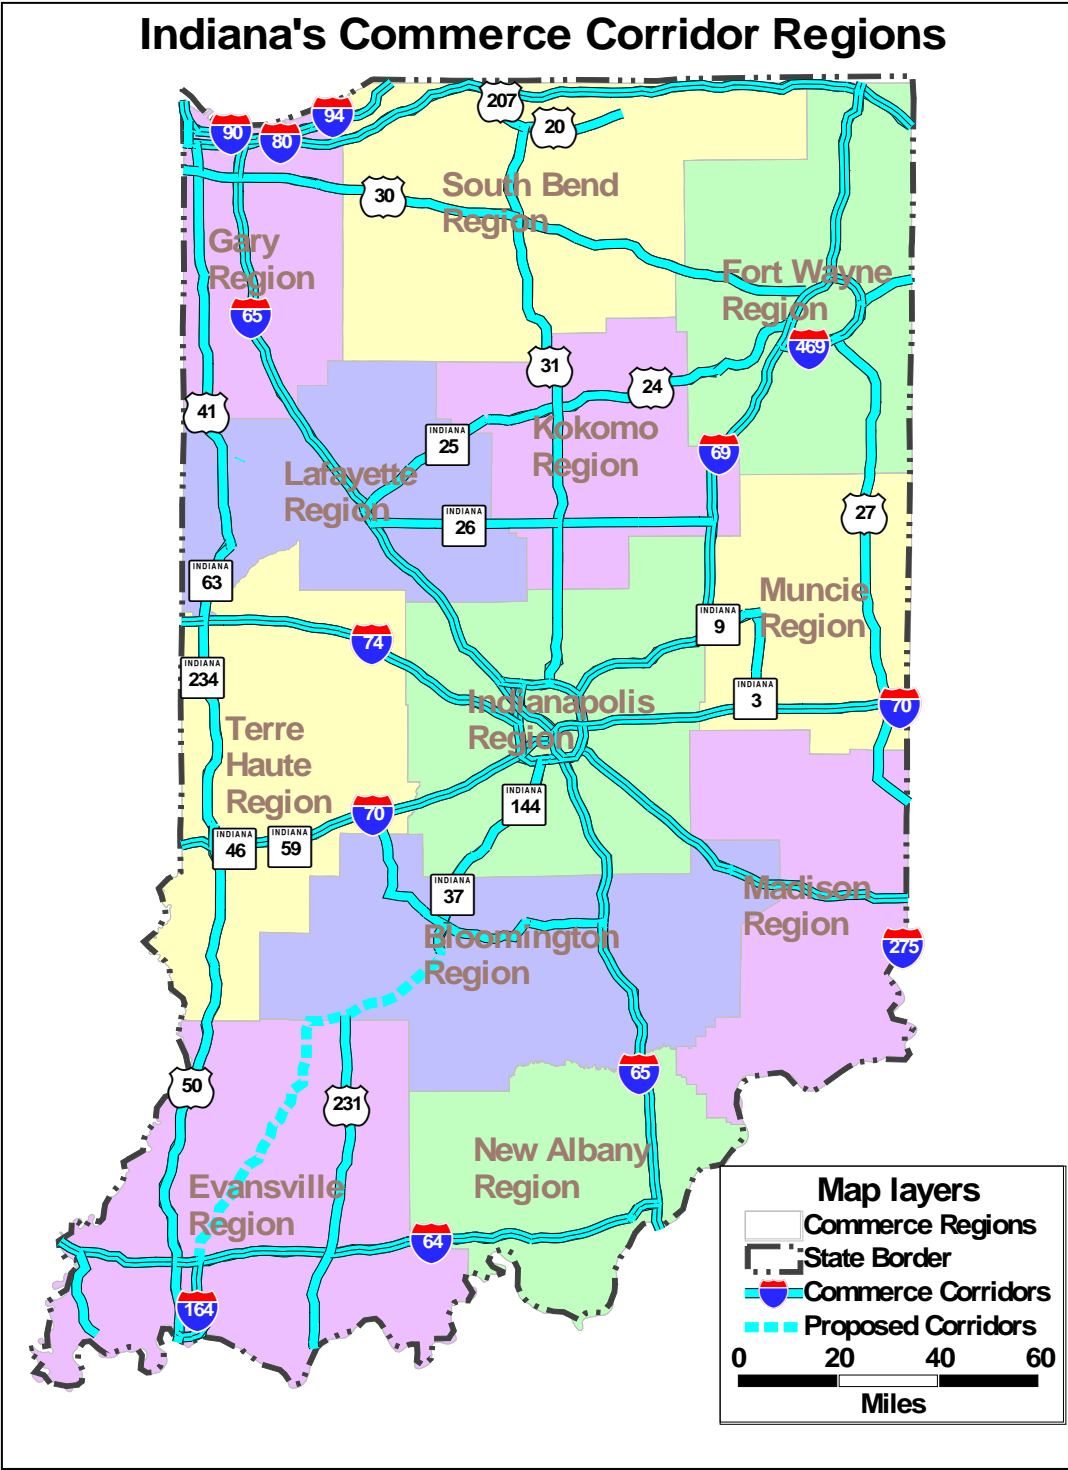 Indiana's Commerce Corridor Regions
207
94
90
80
20
South Bend
Region
30
Gary
Region
Fort Wayne
Region
65
469
31
24
41
INDIANA
25
Kokomo
Region
69
Lafayette
Region
INDIANA
26
27
INDIANA
63
Muncie
Region
INDIANA
9
74
INDIANA
234
INDIANA
3
Indianapolis
Region
70
Terre
Haute
Region
INDIANA
144
70
INDIANA
46
INDIANA
59
INDIANA
37
Madison
Region
Bloomington
Region
275
65
50
231
New Albany
Region
Evansville
Region
64
164
Map layers
Commerce Regions
State Border
Commerce Corridors
Proposed Corridors
0 20 40 60
Miles